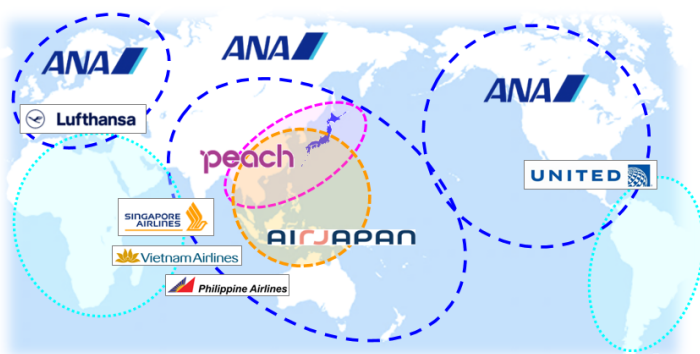 ANA
ANA
ANA
Lufthansa
peach
UNITED
SINGAPORE
AIRLINES
AIRJAPAN
Vietnam Airlines
Philippine Airlines